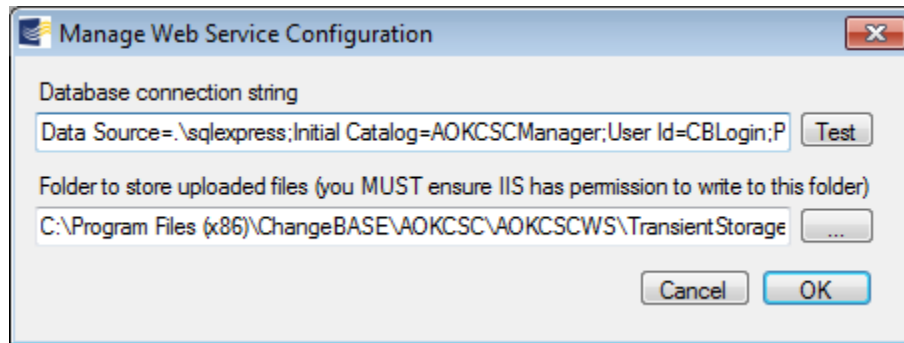 Manage Web Service Configuration
Database connection string
Data Source=.\sqlexpress;Initial Catalog=AOKCSCManager;User Id=CBLogin;P
Test
Folder to store uploaded files (you MUST ensure IIS has permission to write to this folder)
C:\Program Files (x86)\ChangeBASE\AOKCSC\AOKCSCWS\TransientStorage
...
Cancel
OK